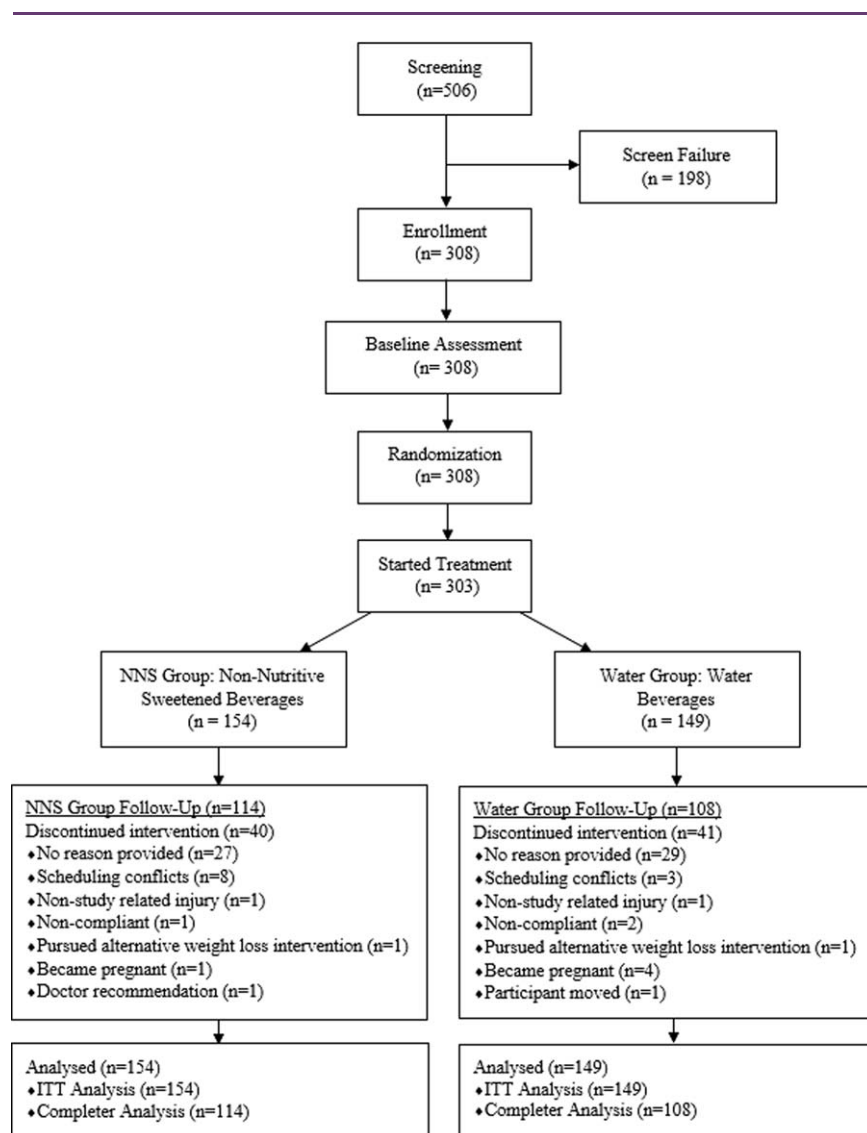 Screening
(n=506)
Screen Failure
(n = 198)
Enrollment
(n= 308)
Baseline Assessment
(n= 308)
Randomization
(n= 308)
Started Treatment
(n= 303)
NNS Group: Non-Nutritive
Sweetened Beverages
(n = 154)
Water Group: Water
Beverages
(n = 149)
NNS Group Follow-Up (n=114)
Discontinued intervention (n=40)
⬥No reason provided (n=27)
⬥Scheduling conflicts (n=8)
⬥Non-study related injury (n=1)
⬥Non-compliant (n=1)
⬥Pursued alternative weight loss intervention (n=1)
⬥Became pregnant (n=1)
⬥Doctor recommendation (n=1)
Water Group Follow-Up (n=108)
Discontinued intervention (n=41)
⬥No reason provided (n=29)
⬥Scheduling conflicts (n=3)
⬥Non-study related injury (n=1)
⬥Non-compliant (n=2)
⬥Pursued alternative weight loss intervention (n=1)
⬥Became pregnant (n=4)
⬥Participant moved (n=1)
Analysed (n=154)
⬥ITT Analysis (n=154)
⬥Completer Analysis (n=114)
Analysed (n=149)
⬥ITT Analysis (n=149)
⬥Completer Analysis (n=108)